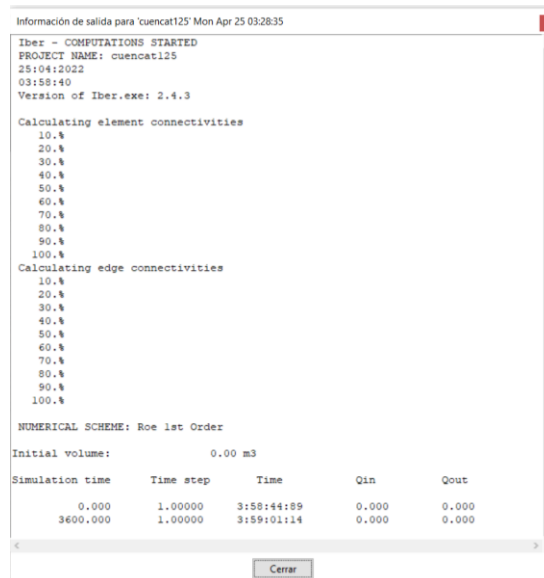 Información de salida para 'cuencat125' Mon Apr 25 03:28:35
Iber - COMPUTATIONS STARTED
PROJECT NAME: cuencat125
25:04:2022
03:58:40
Version of Iber.exe: 2.4.3
Calculating element connectivities
10.%
20.%
30.%
40.%
50.%
60.%
70.%
80.%
90.%
100.%
Calculating edge connectivities
10.%
20.%
30.%
40.%
50.%
60.%
70.%
80.%
90.%
100.%
NUMERICAL SCHEME: Roe 1st Order
Initial volume: 0.00 m3
Simulation time Time step Time Qin Qout
0.000 1.00000 3:58:44:89 0.000 0.000
3600.000 1.00000 3:59:01:14 0.000 0.000
Cerrar